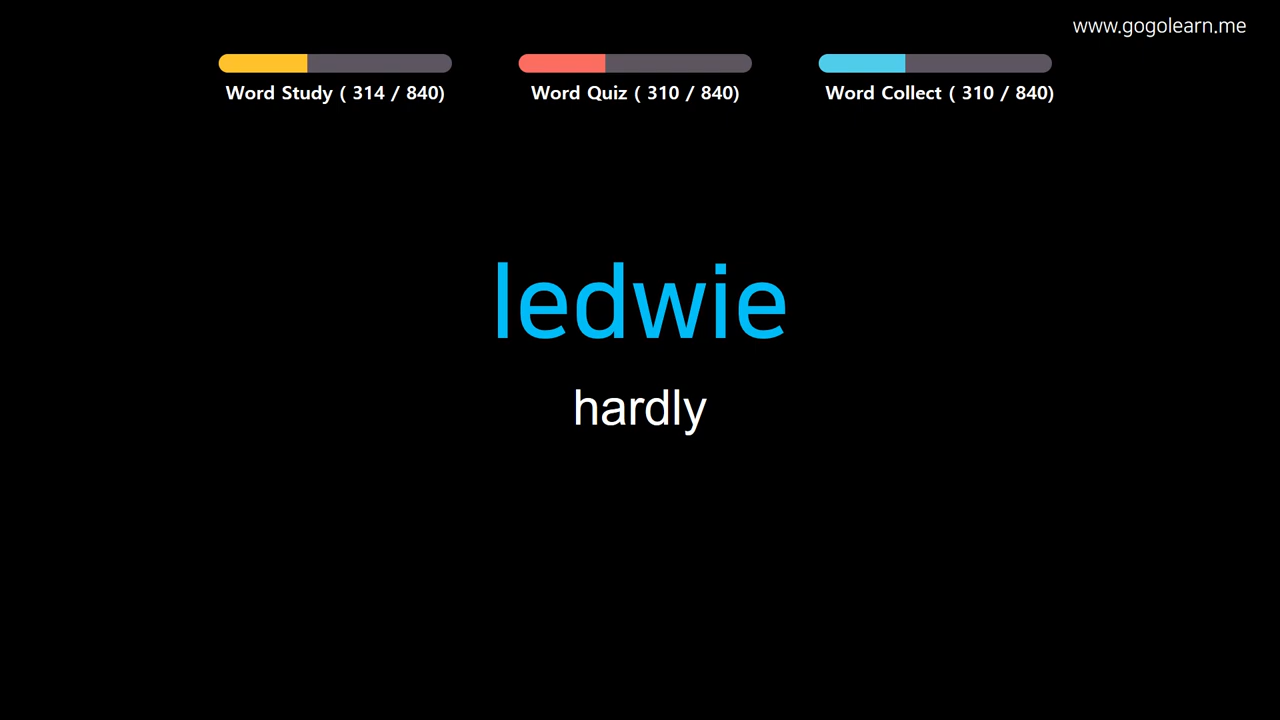 www.gogolearn.me
Word Study ( 314 / 840)
Word Quiz ( 310 / 840)
Word Collect ( 310 / 840)
ledwie
hardly